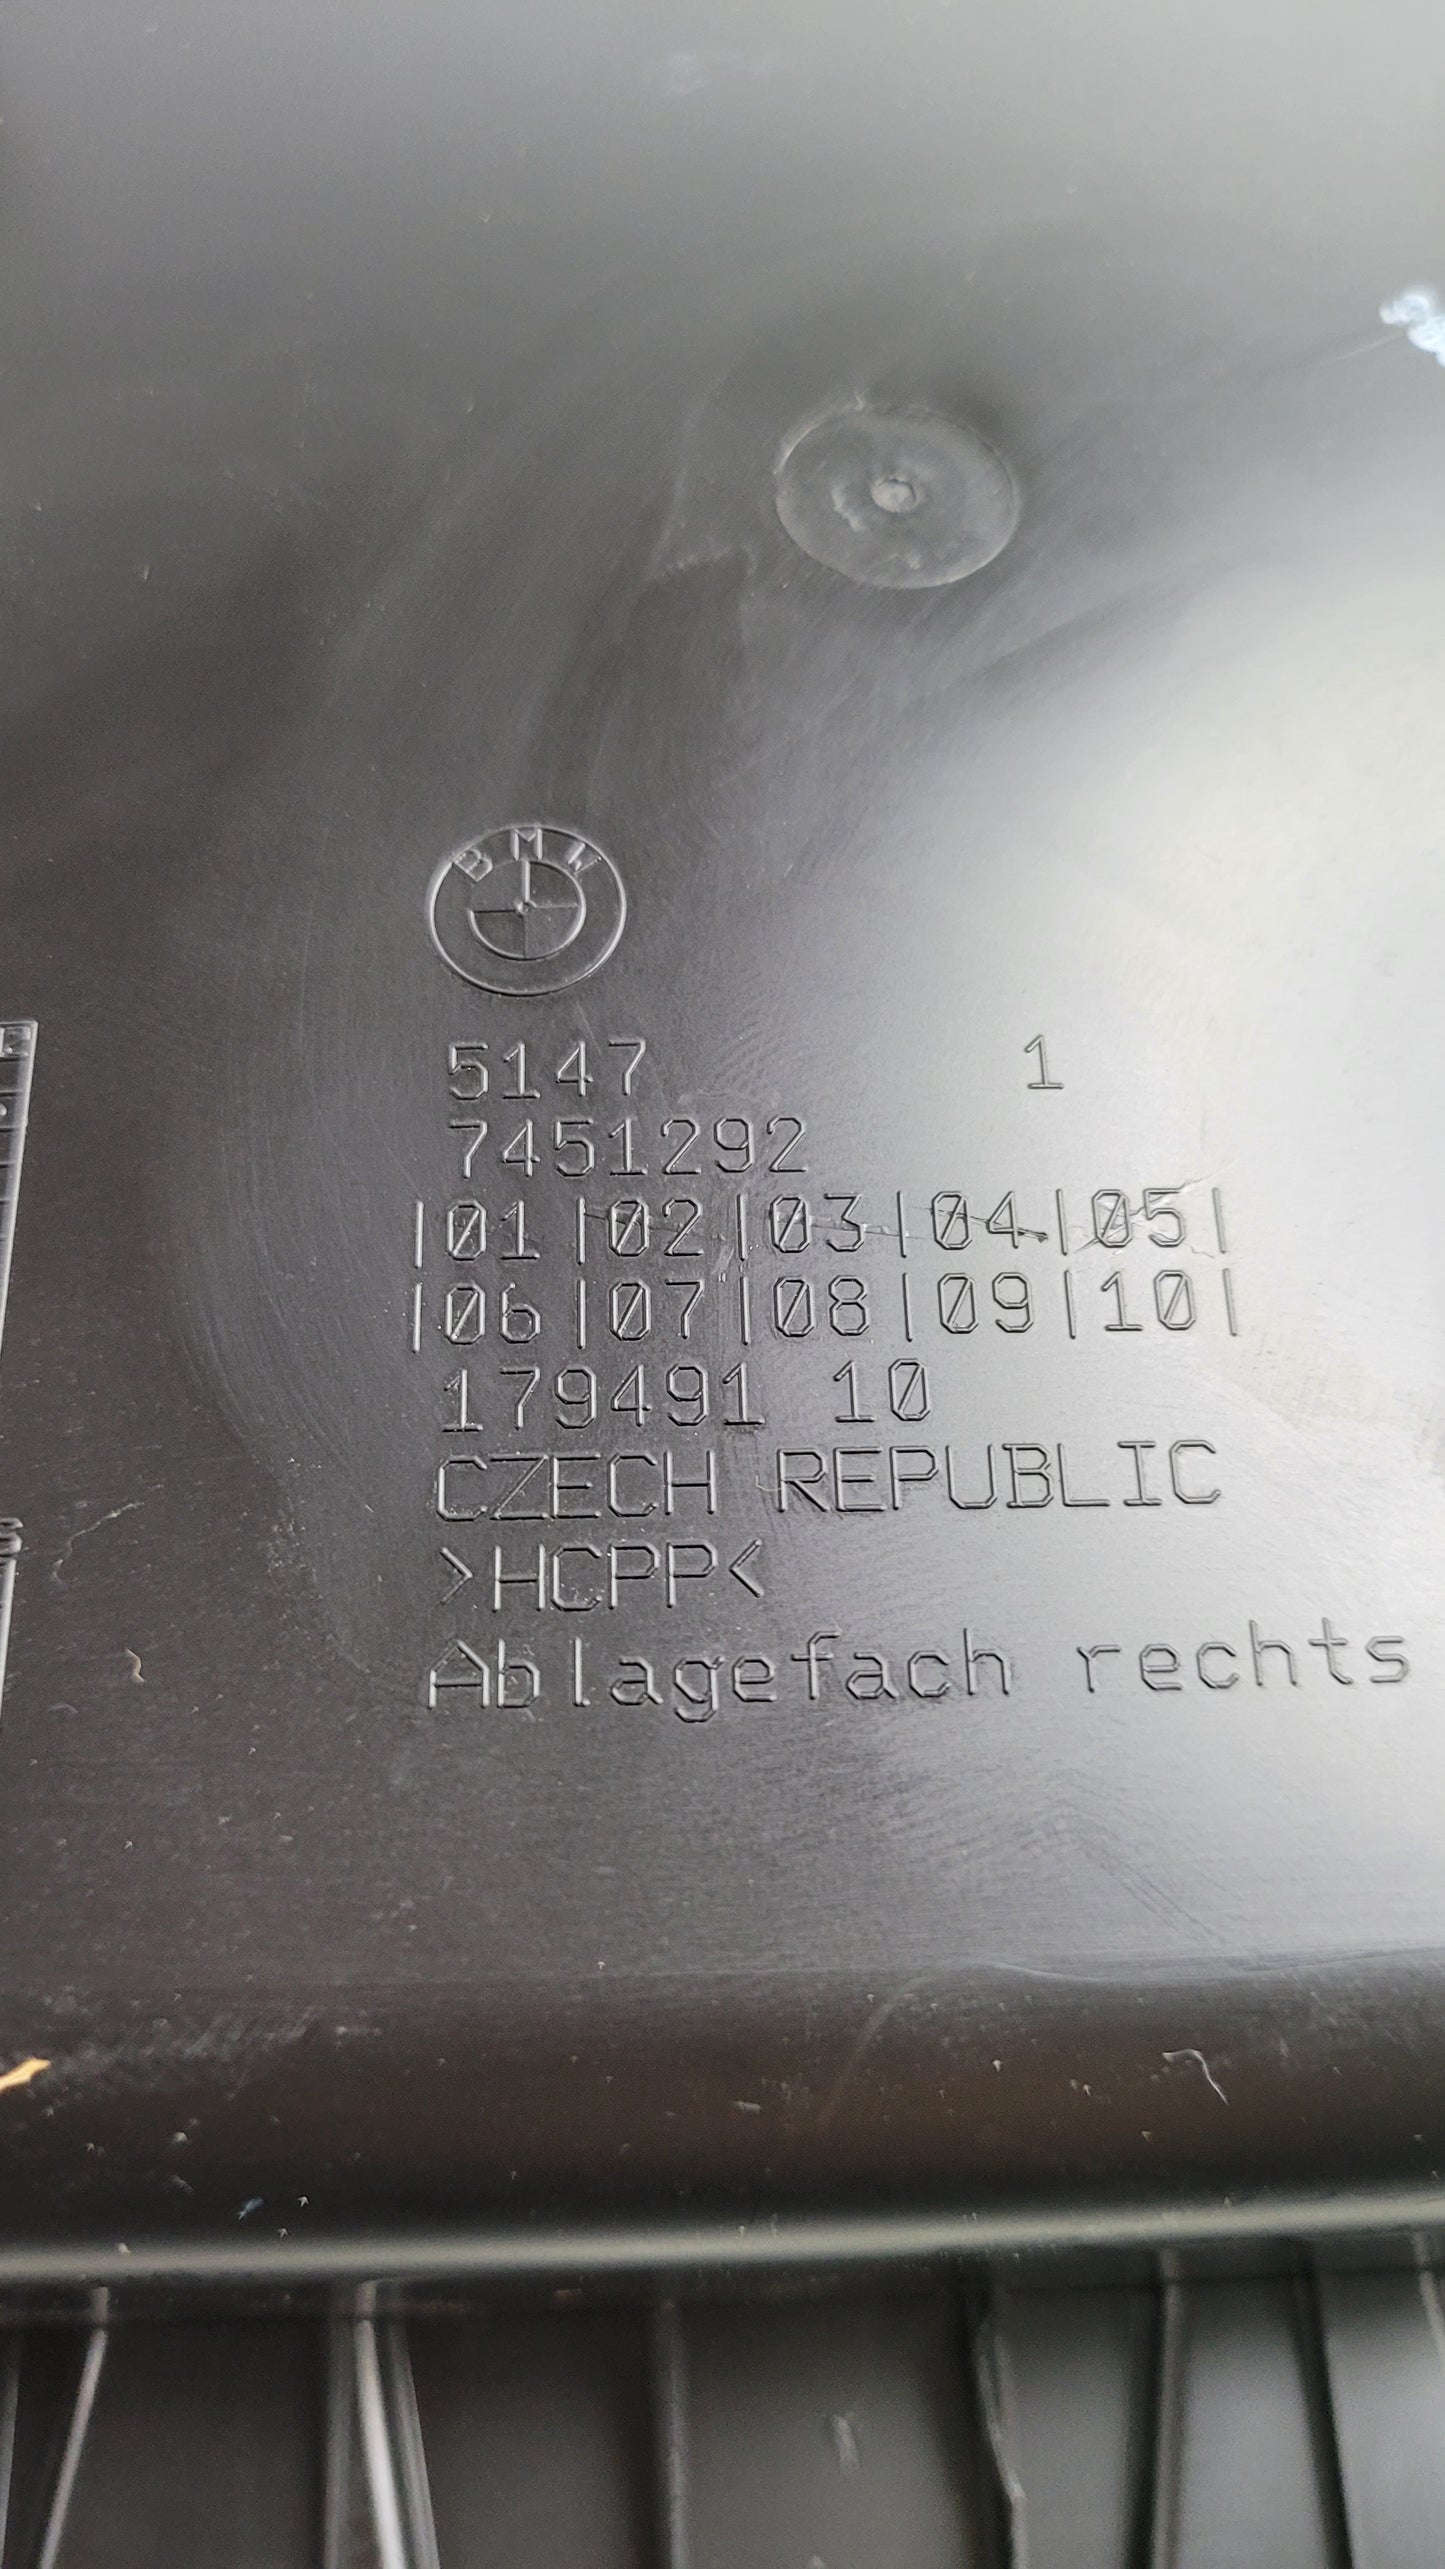 BMW
5147 1
7451292
|01|02|03|04|05|
|06|07|08|09|10|
179491 10
CZECH REPUBLIC
>HCPP<
Ablagefach rechts